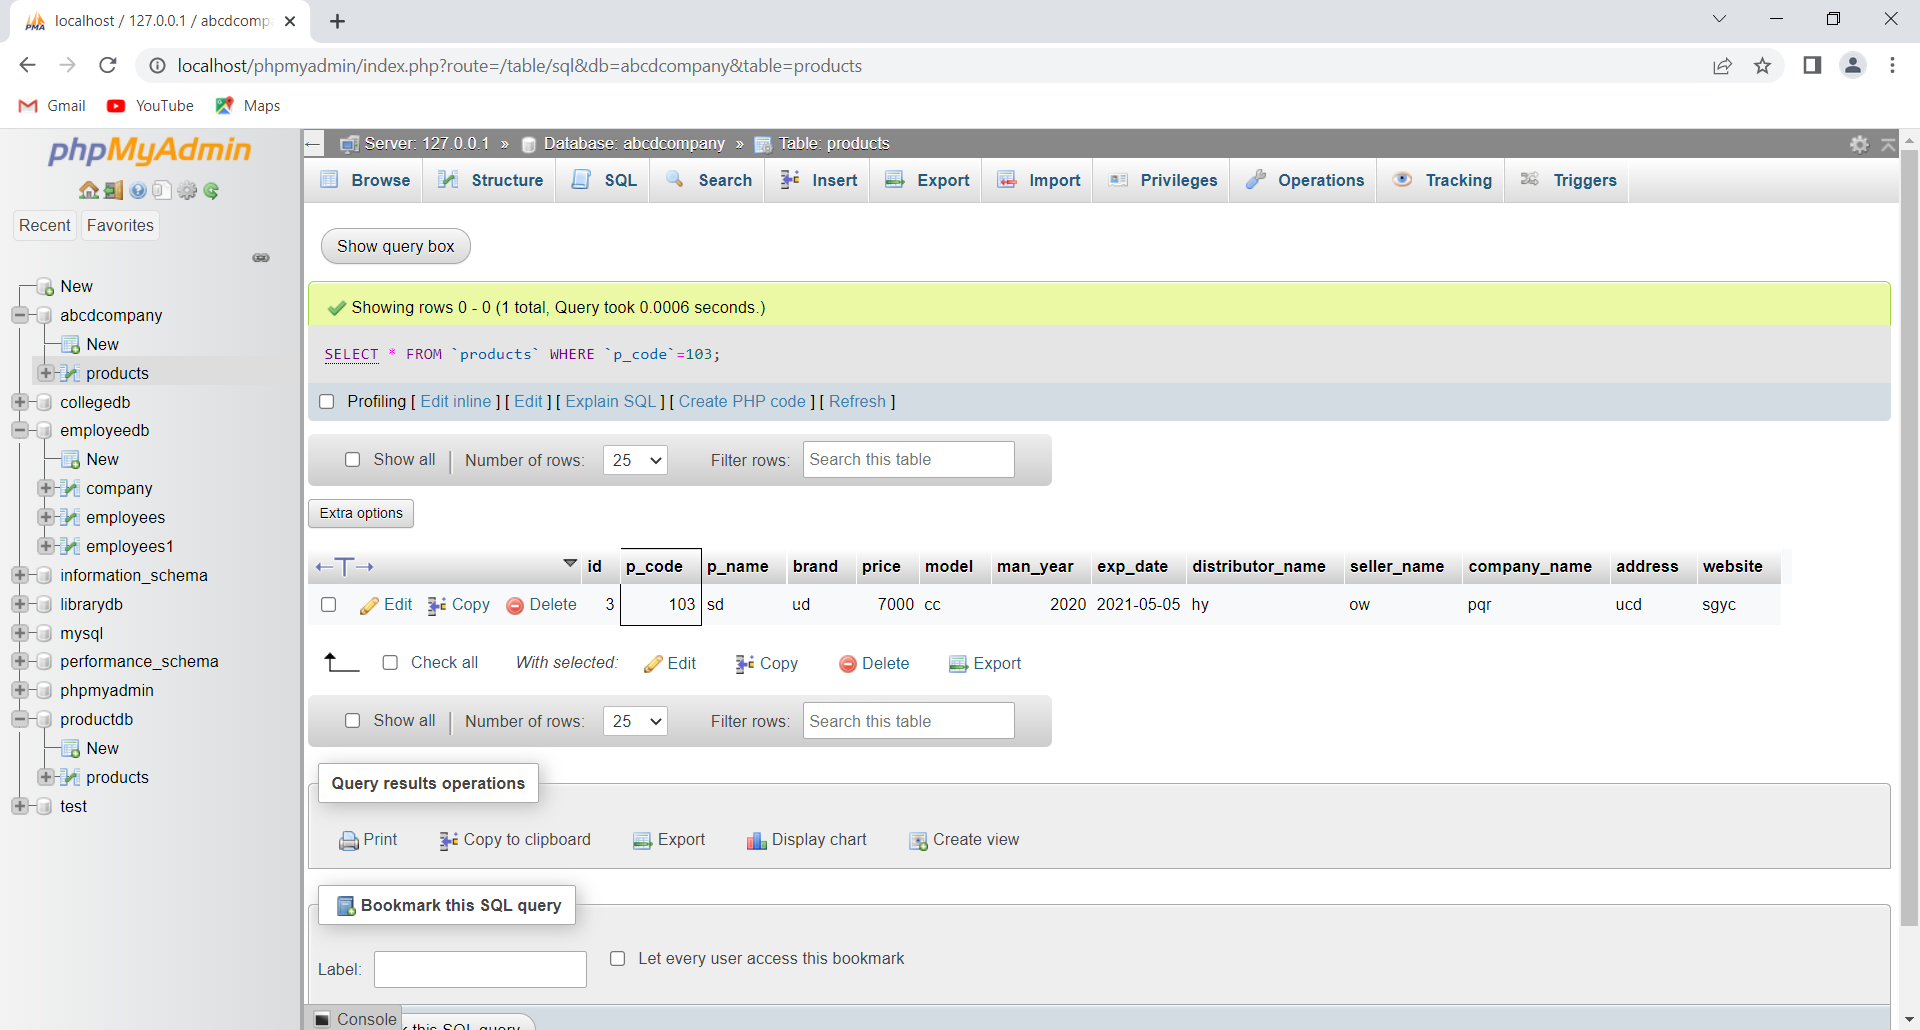 localhost / 127.0.0.1 / abcdcomp
localhost/phpmyadmin/index.php?route=/table/sql&db=abcdcompany&table=products
Gmail YouTube Maps
phpMyAdmin
Recent Favorites
New
abcdcompany
New
products
collegedb
employeedb
New
company
employees
employees1
information_schema
librarydb
mysql
performance_schema
phpmyadmin
productdb
New
products
test
Server: 127.0.0.1 » Database: abcdcompany » Table: products
Browse Structure SQL Search Insert Export Import Privileges Operations Tracking Triggers
Show query box
Showing rows 0 - 0 (1 total, Query took 0.0006 seconds.)
SELECT * FROM `products` WHERE `p_code`=103;
Profiling [ Edit inline ] [ Edit ] [ Explain SQL ] [ Create PHP code ] [ Refresh ]
Show all Number of rows: 25 Filter rows: Search this table
Extra options
id p_code p_name brand price model man_year exp_date distributor_name seller_name company_name address website
Edit Copy Delete 3 103 sd ud 7000 cc 2020 2021-05-05 hy ow pqr ucd sgyc
Check all With selected: Edit Copy Delete Export
Show all Number of rows: 25 Filter rows: Search this table
Query results operations
Print Copy to clipboard Export Display chart Create view
Bookmark this SQL query
Label: Let every user access this bookmark
Console this SQL query